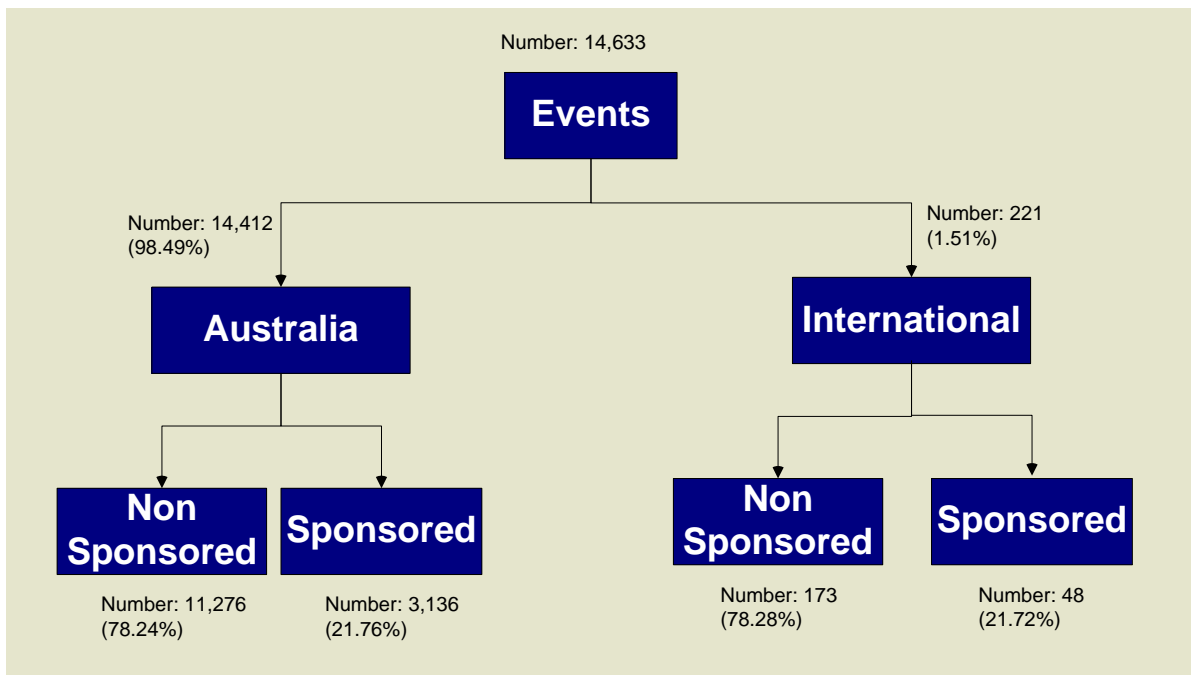 Number: 14,633
Events
Number: 14,412
(98.49%)
Number: 221
(1.51%)
Australia
International
Non
Sponsored
Sponsored
Non
Sponsored
Sponsored
Number: 11,276
(78.24%)
Number: 3,136
(21.76%)
Number: 173
(78.28%)
Number: 48
(21.72%)